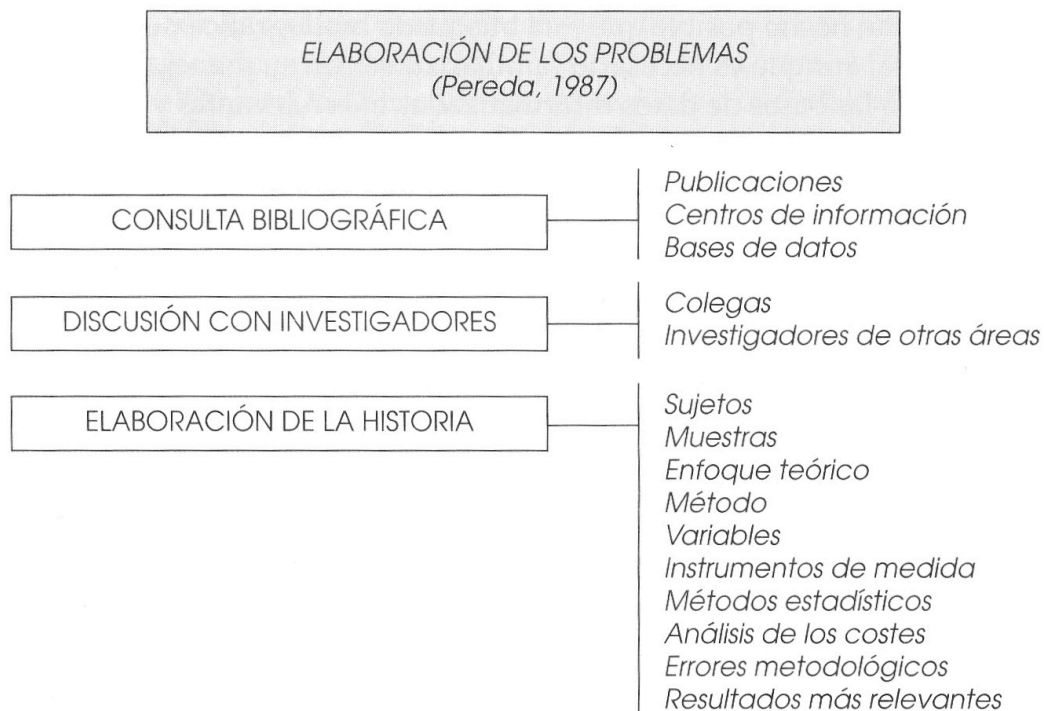 ELABORACIÓN DE LOS PROBLEMAS
(Pereda, 1987)
CONSULTA BIBLIOGRÁFICA
Publicaciones
Centros de información
Bases de datos
DISCUSIÓN CON INVESTIGADORES
Colegas
Investigadores de otras áreas
ELABORACIÓN DE LA HISTORIA
Sujetos
Muestras
Enfoque teórico
Método
Variables
Instrumentos de medida
Métodos estadísticos
Análisis de los costes
Errores metodológicos
Resultados más relevantes